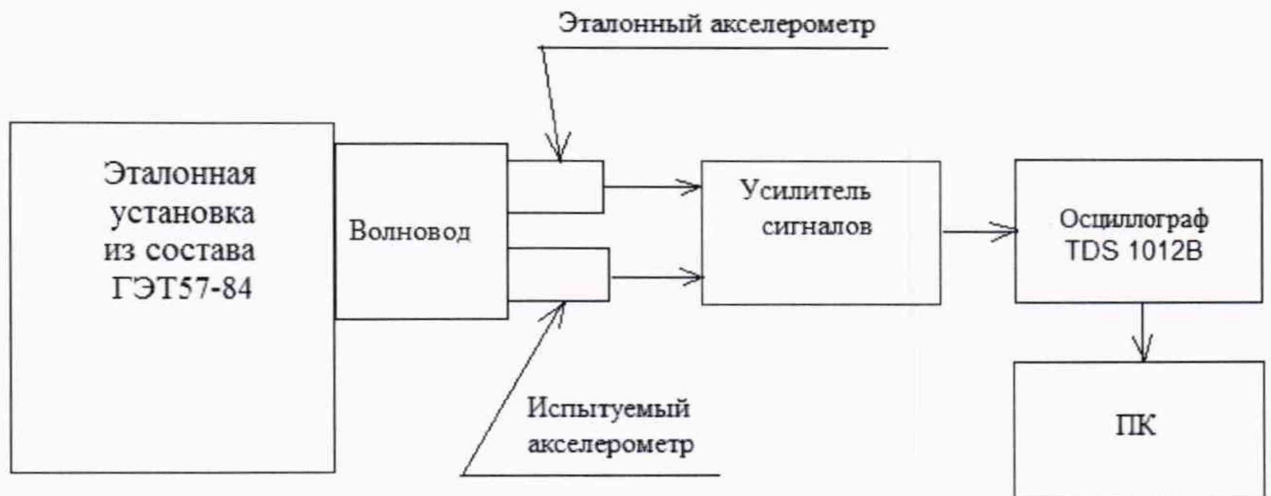 Эталонный акселерометр
Эталонная
установка
из состава
ГЭТ57-84
Волновод
Усилитель
сигналов
Осциллограф
TDS 1012B
Испытуемый
акселерометр
ПК